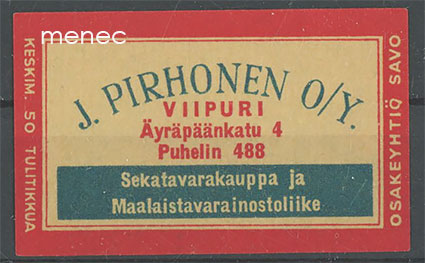 menec
KESKIM. 50 TULITIKKUA
J. PIRHONEN O/Y.
VIIPURI
Äyräpäänkatu 4
Puhelin 488
Sekatavarakauppa ja
Maalaistavarainostoliike
OSAKEYHTIÖ SAVO